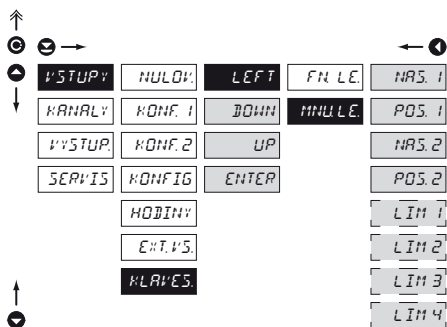 VSTUPY NULOV. LEFT FN. LE. NAS. 1
KANALY KONF. 1 DOWN MNU. LE. POS. 1
VYSTUP. KONF. 2 UP NAS. 2
SERVIS KONFIG ENTER POS. 2
HODINY LIM 1
EXT. VS. LIM 2
KLAVES. LIM 3
LIM 4